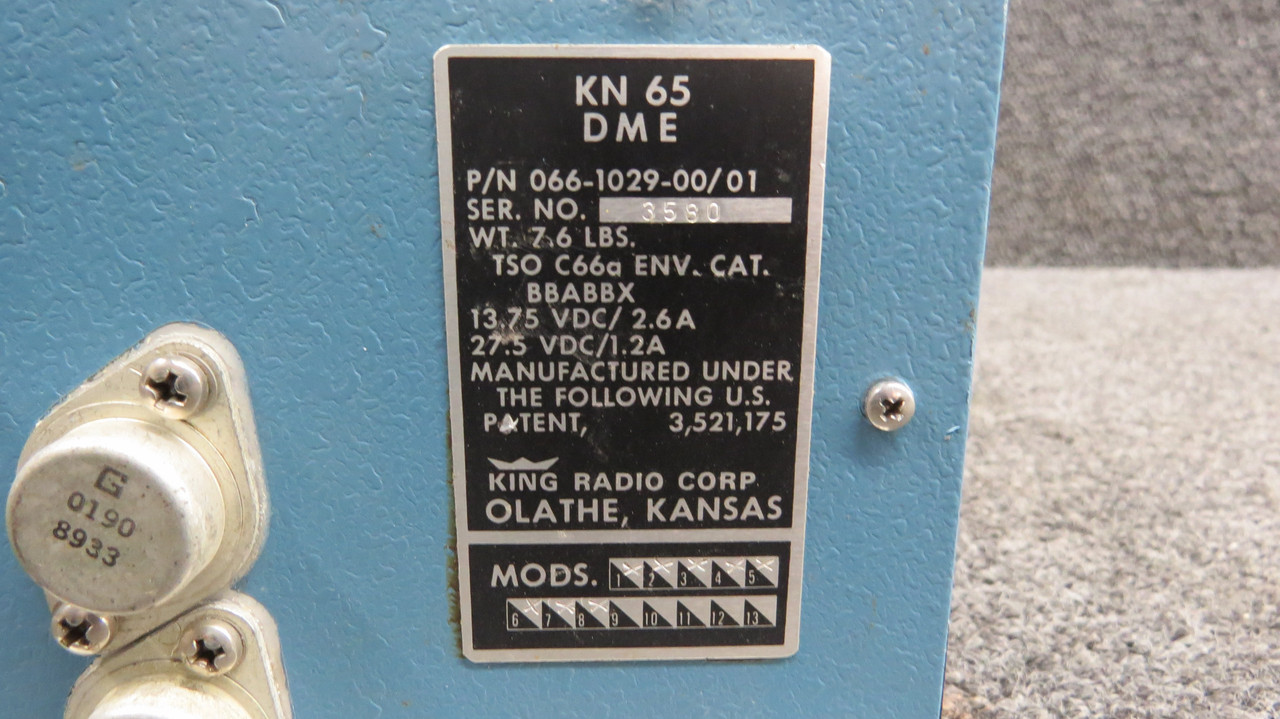 KN 65
DME
P/N 066-1029-00/01
SER. NO. 3580
WT. 7.6 LBS.
TSO C66a ENV. CAT.
BBABBX
13.75 VDC/ 2.6A
27.5 VDC/1.2A
MANUFACTURED UNDER
THE FOLLOWING U.S.
PATENT, 3,521,175
KING RADIO CORP
OLATHE, KANSAS
MODS. 1 2 3 4 5
6 7 8 9 10 11 12 13
G
0190
8933